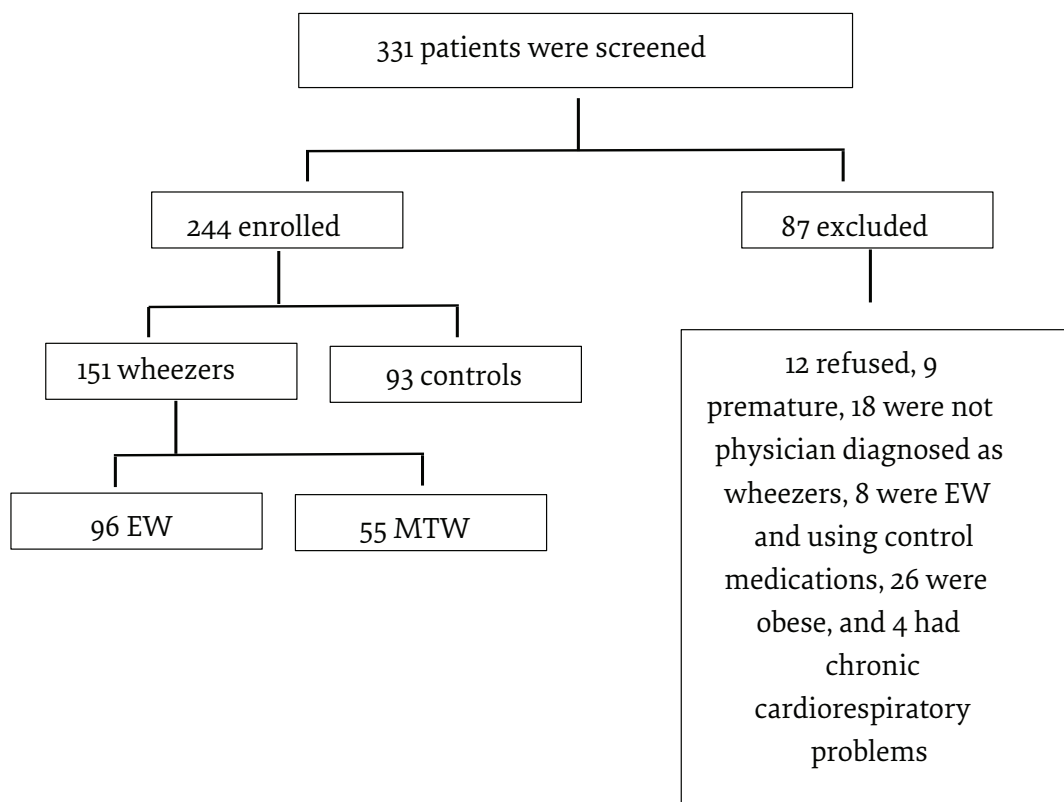 331 patients were screened
244 enrolled
87 excluded
151 wheezers
93 controls
96 EW
55 MTW
12 refused, 9
premature, 18 were not
physician diagnosed as
wheezers, 8 were EW
and using control
medications, 26 were
obese, and 4 had
chronic
cardiorespiratory
problems